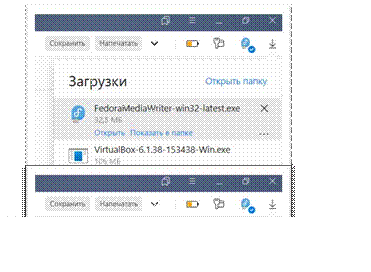 Сохранить Напечатать
Загрузки Открыть папку
FedoraMediaWriter-win32-latest.exe
32,3 МБ
Открыть Показать в папке
VirtualBox-6.1.38-153438-Win.exe
106 МБ
Сохранить Напечатать